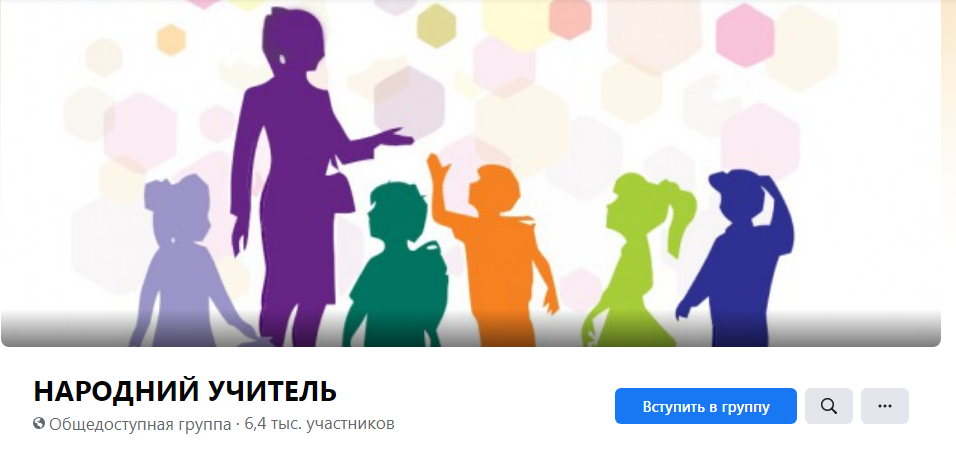 НАРОДНИЙ УЧИТЕЛЬ
Общедоступная группа · 6,4 тыс. участников
Вступить в группу